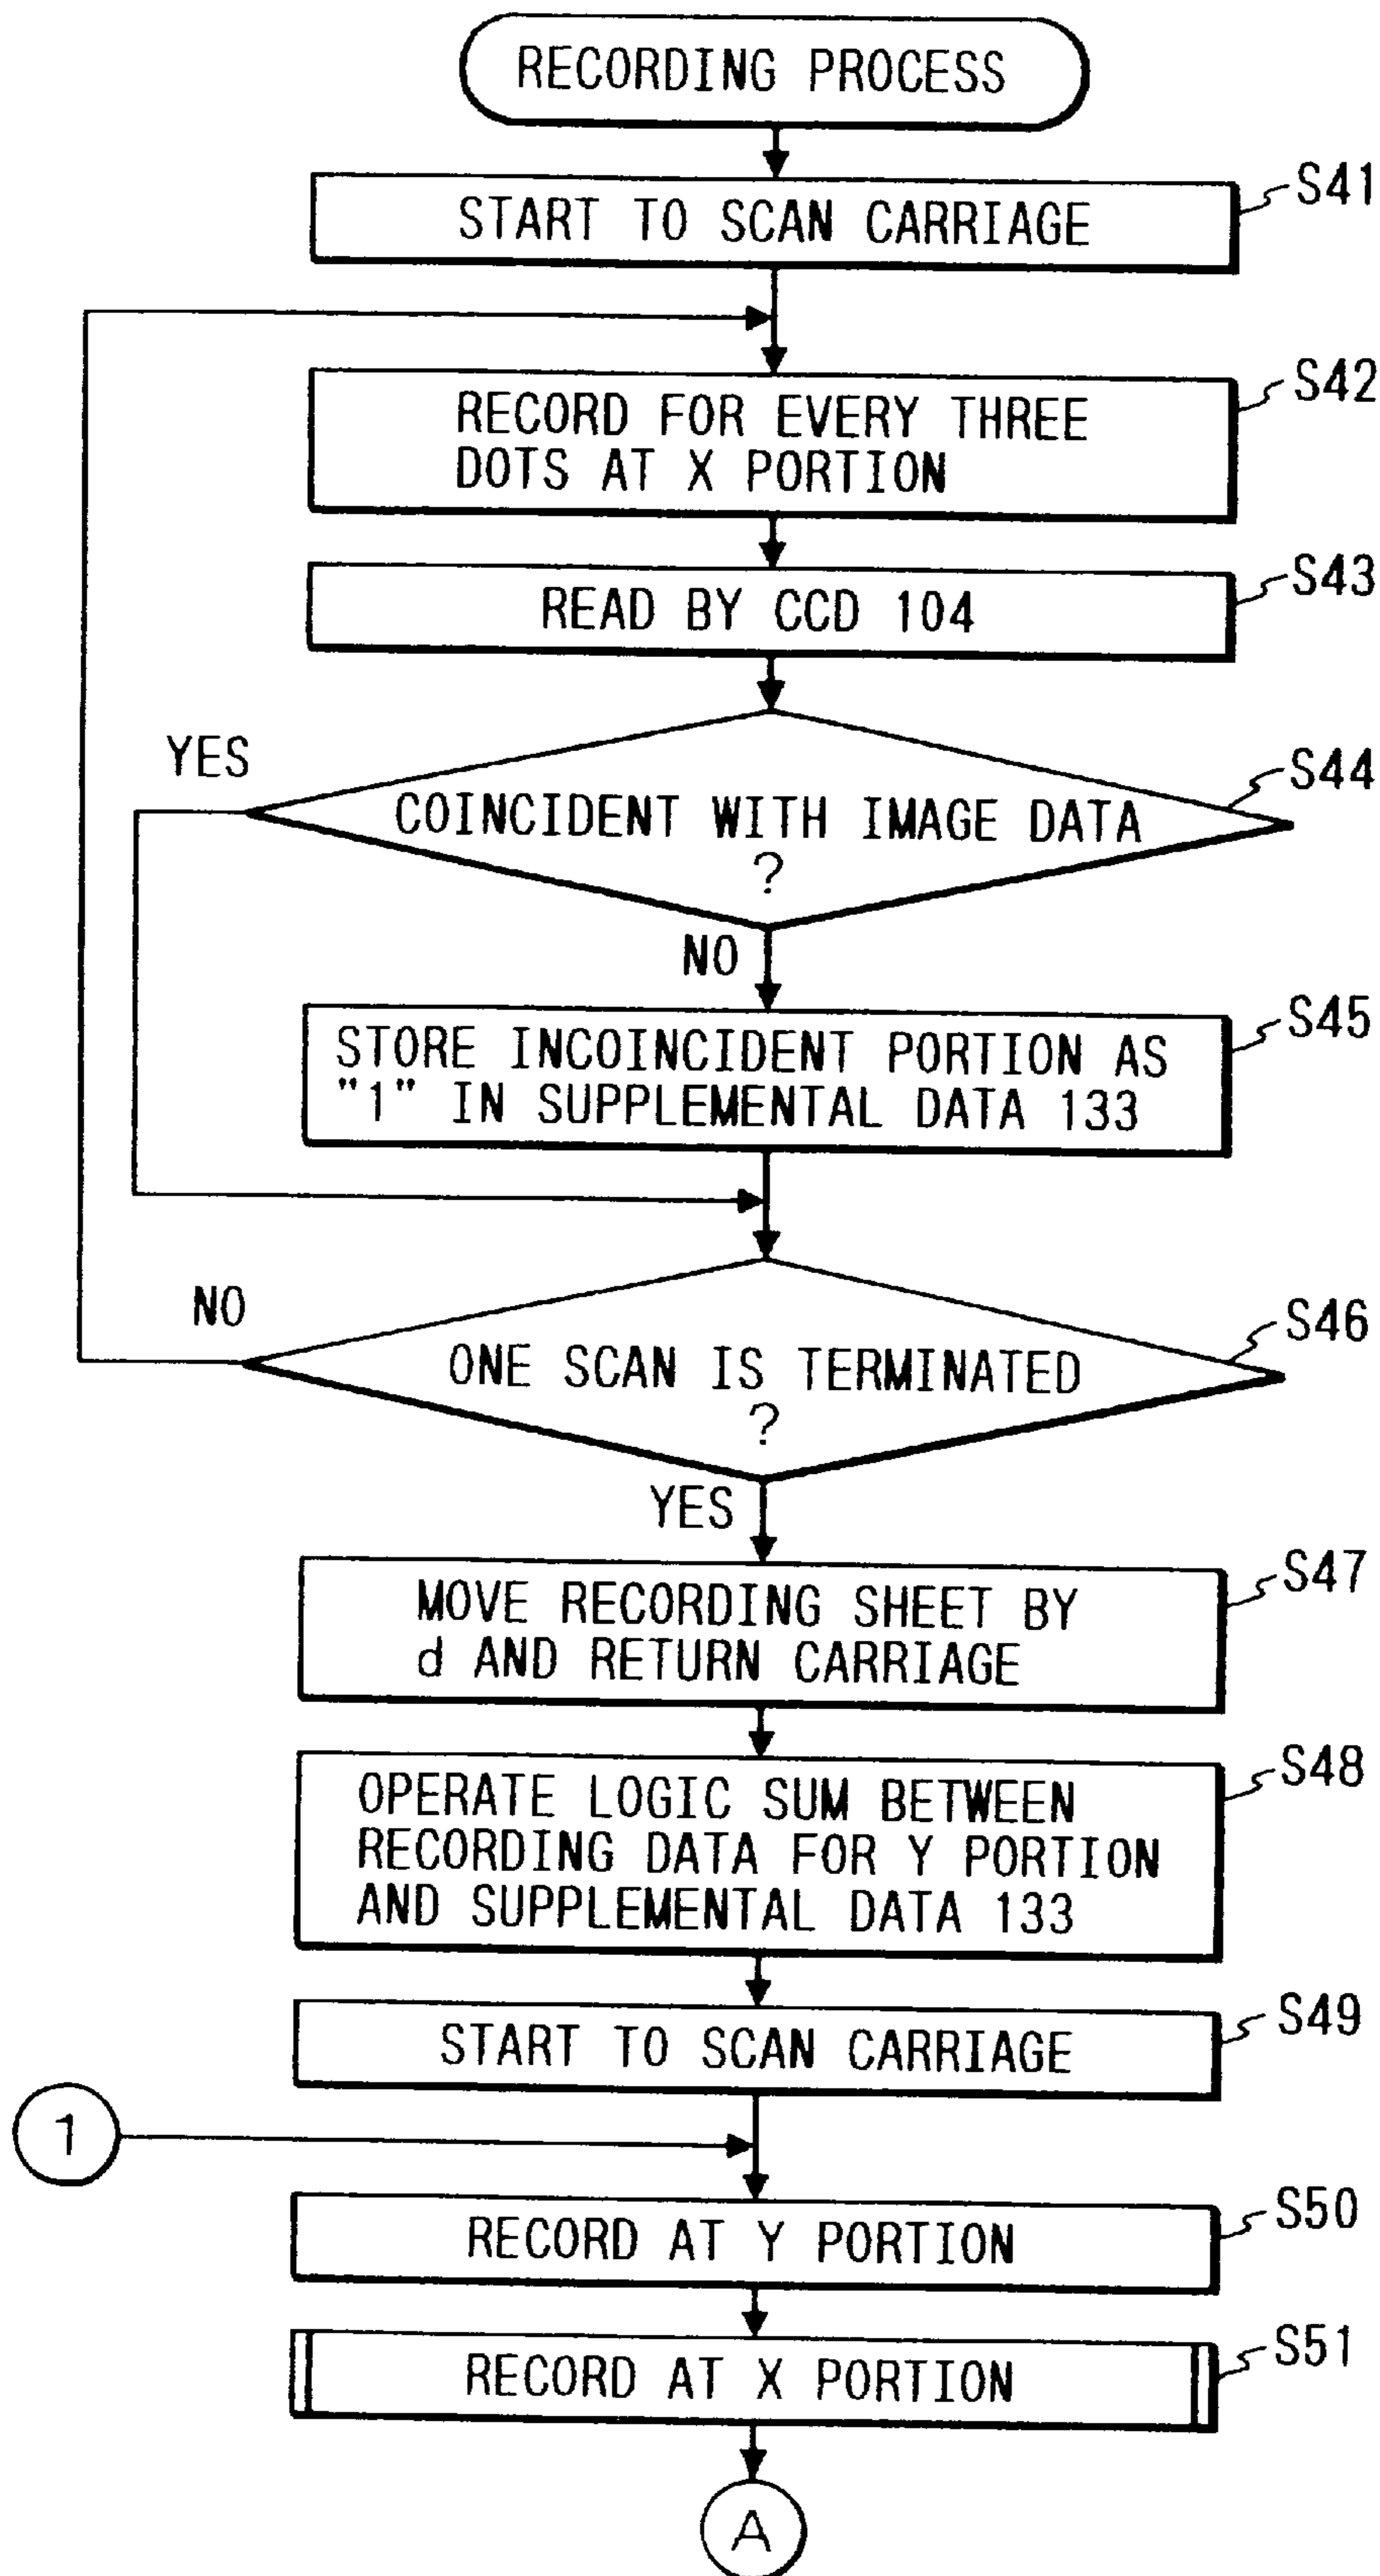 RECORDING PROCESS
START TO SCAN CARRIAGE
S41
RECORD FOR EVERY THREE
DOTS AT X PORTION
S42
READ BY CCD 104
S43
YES
COINCIDENT WITH IMAGE DATA
?
S44
NO
STORE INCOINCIDENT PORTION AS
"1" IN SUPPLEMENTAL DATA 133
S45
NO
ONE SCAN IS TERMINATED
?
S46
YES
MOVE RECORDING SHEET BY
d AND RETURN CARRIAGE
S47
OPERATE LOGIC SUM BETWEEN
RECORDING DATA FOR Y PORTION
AND SUPPLEMENTAL DATA 133
S48
START TO SCAN CARRIAGE
S49
1
RECORD AT Y PORTION
S50
RECORD AT X PORTION
S51
A